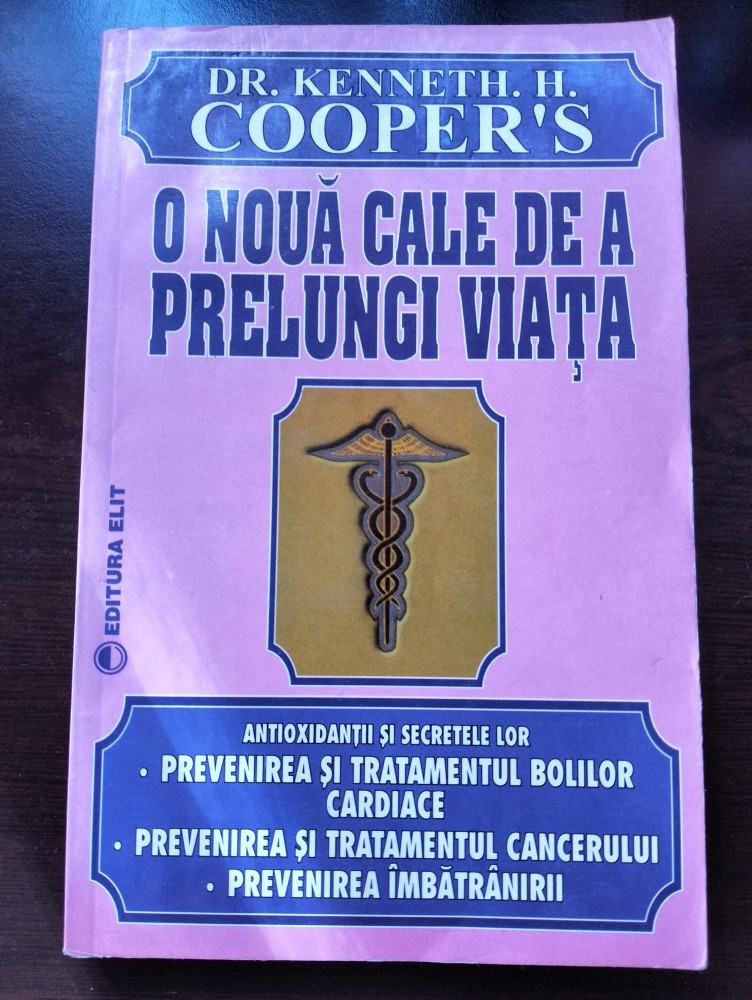 DR. KENNETH. H.
COOPER'S
O NOUĂ CALE DE A
PRELUNGI VIAȚA
EDITURA ELIT
ANTIOXIDANȚII ȘI SECRETELE LOR
• PREVENIREA ȘI TRATAMENTUL BOLILOR
CARDIACE
• PREVENIREA ȘI TRATAMENTUL CANCERULUI
• PREVENIREA ÎMBĂTRÂNIRII